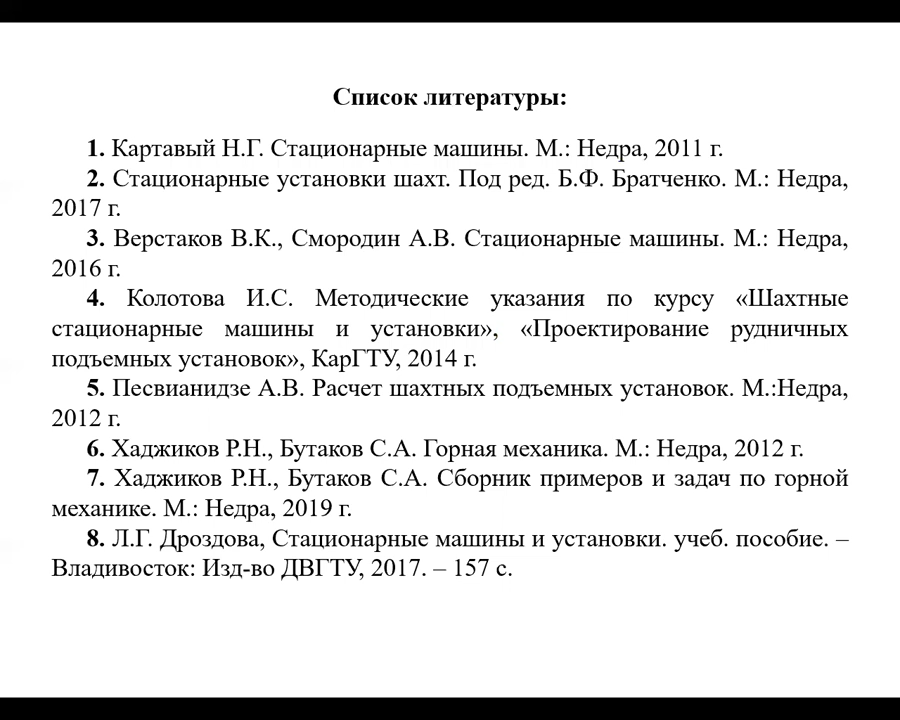 Список литературы:
1. Картавый Н.Г. Стационарные машины. М.: Недра, 2011 г.
2. Стационарные установки шахт. Под ред. Б.Ф. Братченко. М.: Недра,
2017 г.
3. Верстаков В.К., Смородин А.В. Стационарные машины. М.: Недра,
2016 г.
4. Колотова И.С. Методические указания по курсу «Шахтные
стационарные машины и установки», «Проектирование рудничных
подъемных установок», КарГТУ, 2014 г.
5. Песвианидзе А.В. Расчет шахтных подъемных установок. М.:Недра,
2012 г.
6. Хаджиков Р.Н., Бутаков С.А. Горная механика. М.: Недра, 2012 г.
7. Хаджиков Р.Н., Бутаков С.А. Сборник примеров и задач по горной
механике. М.: Недра, 2019 г.
8. Л.Г. Дроздова, Стационарные машины и установки. учеб. пособие. –
Владивосток: Изд-во ДВГТУ, 2017. – 157 с.